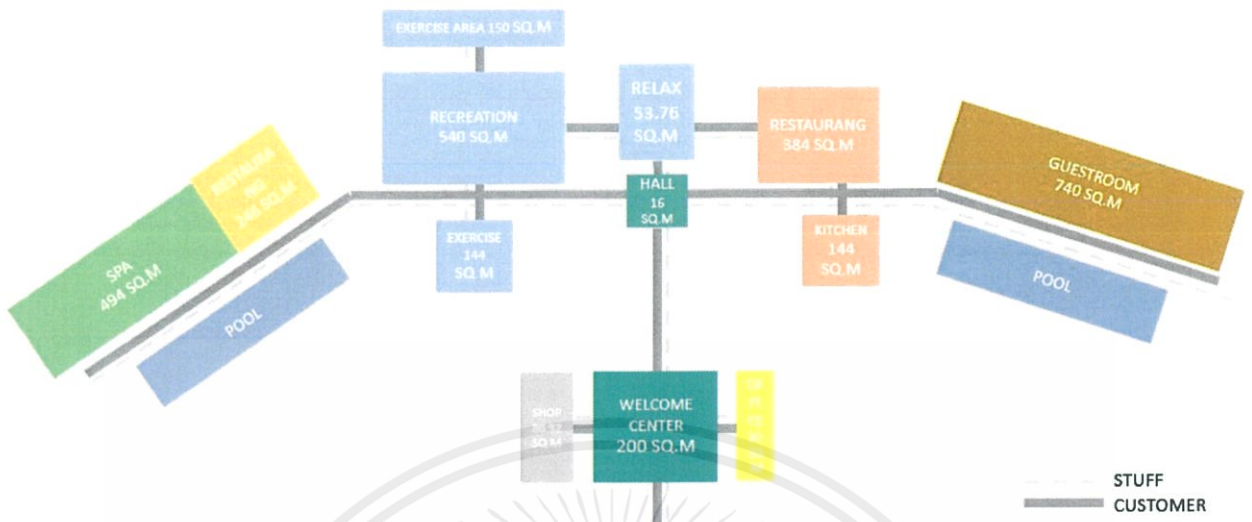 EXERCISE AREA 150 SQ.M
RECREATION
540 SQ.M
RELAX
53.76
SQ.M
RESTAURANG
384 SQ.M
HALL
16
SQ.M
EXERCISE
144
SQ.M
KITCHEN
144
SQ.M
GUESTROOM
740 SQ.M
POOL
246 SQ.M
SPA
494 SQ.M
POOL
SHOP
SQ.M
WELCOME
CENTER
200 SQ.M
STUFF
CUSTOMER